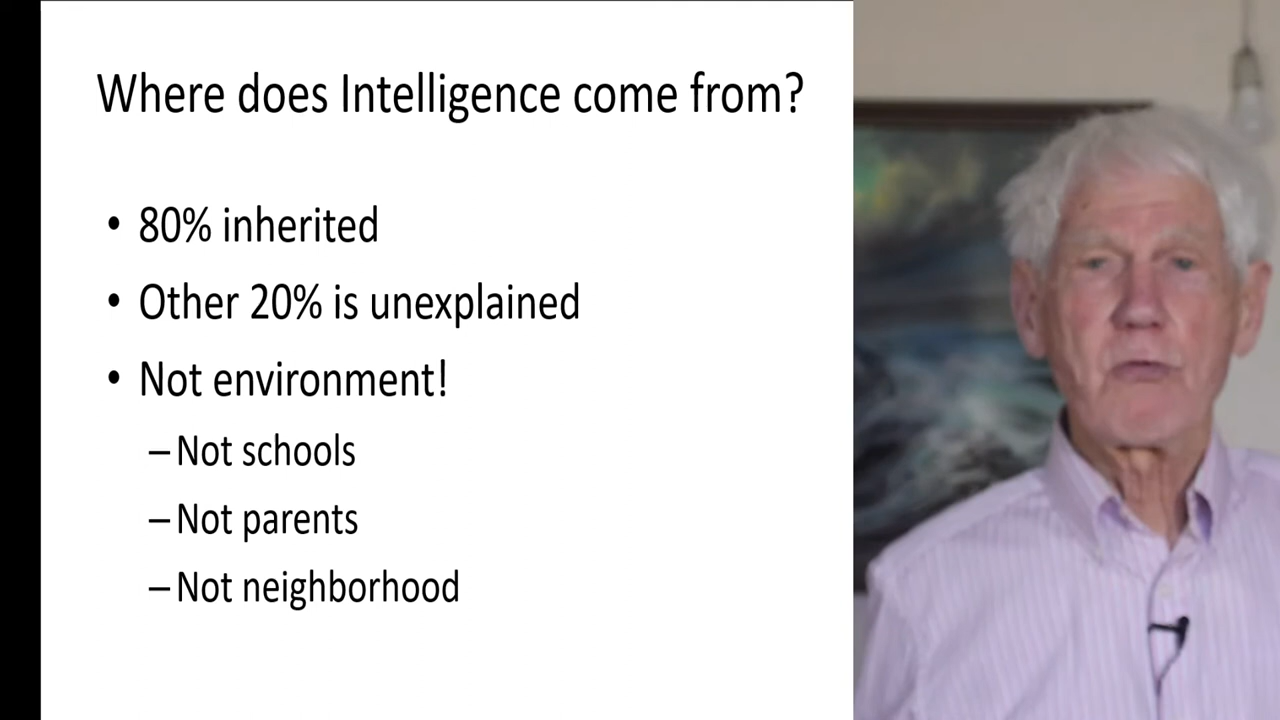 Where does Intelligence come from?
• 80% inherited
• Other 20% is unexplained
• Not environment!
– Not schools
– Not parents
– Not neighborhood